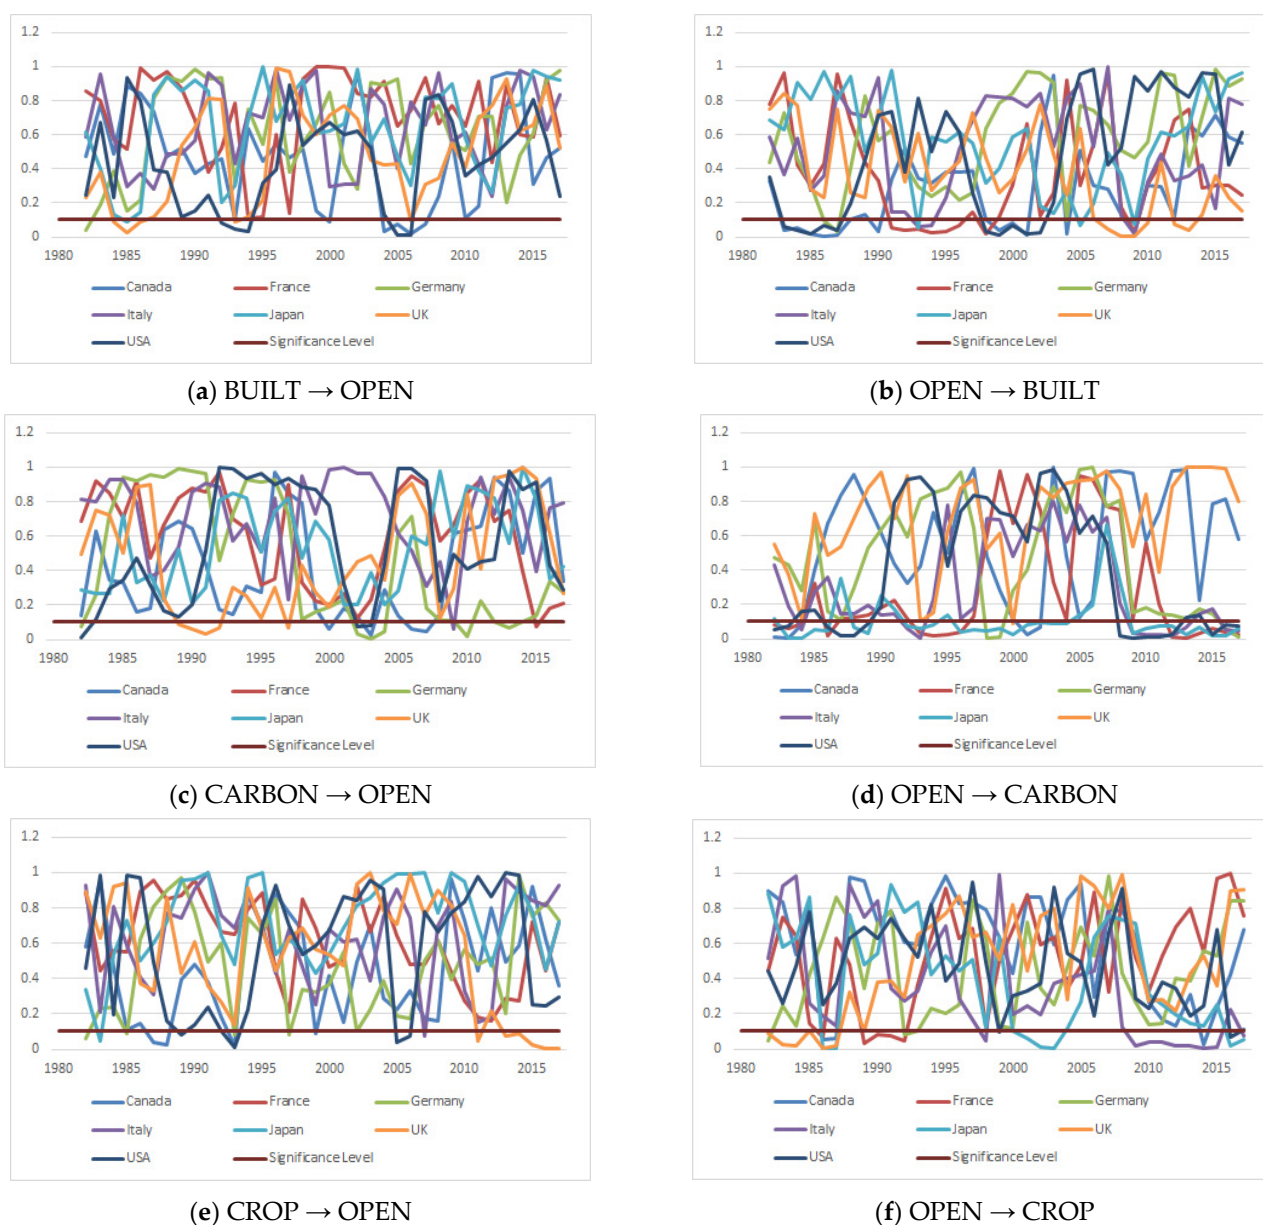 1.2
1
0.8
0.6
0.4
0.2
0
1980 1985 1990 1995 2000 2005 2010 2015
Canada France Germany
Italy Japan UK
USA Significance Level
(a) BUILT → OPEN
1.2
1
0.8
0.6
0.4
0.2
0
1980 1985 1990 1995 2000 2005 2010 2015
Canada France Germany
Italy Japan UK
USA Significance Level
(b) OPEN → BUILT
1.2
1
0.8
0.6
0.4
0.2
0
1980 1985 1990 1995 2000 2005 2010 2015
Canada France Germany
Italy Japan UK
USA Significance Level
(c) CARBON → OPEN
1.2
1
0.8
0.6
0.4
0.2
0
1980 1985 1990 1995 2000 2005 2010 2015
Canada France Germany
Italy Japan UK
USA Significance Level
(d) OPEN → CARBON
1.2
1
0.8
0.6
0.4
0.2
0
1980 1985 1990 1995 2000 2005 2010 2015
Canada France Germany
Italy Japan UK
USA Significance Level
(e) CROP → OPEN
1.2
1
0.8
0.6
0.4
0.2
0
1980 1985 1990 1995 2000 2005 2010 2015
Canada France Germany
Italy Japan UK
USA Significance Level
(f) OPEN → CROP